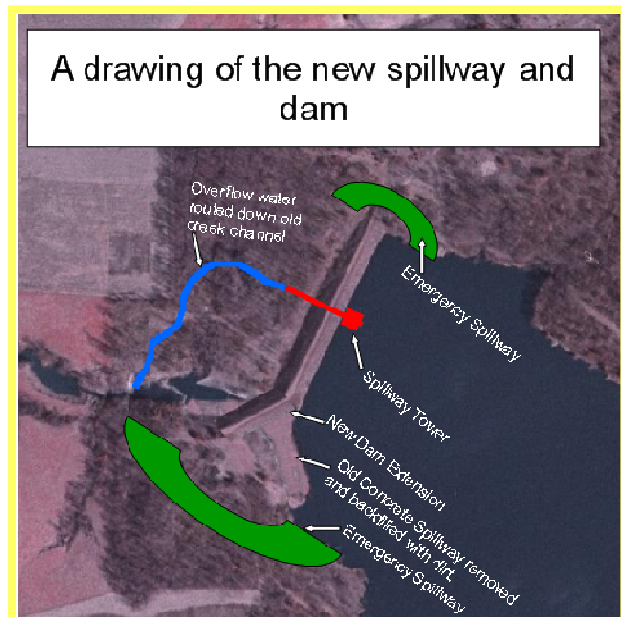 A drawing of the new spillway and
dam
Overflow water
routed down old
creek channel
Emergency Spillway
Spillway Tower
New Dam Extension
Old Concrete Spillway removed
and backfilled with dirt.
Emergency Spillway